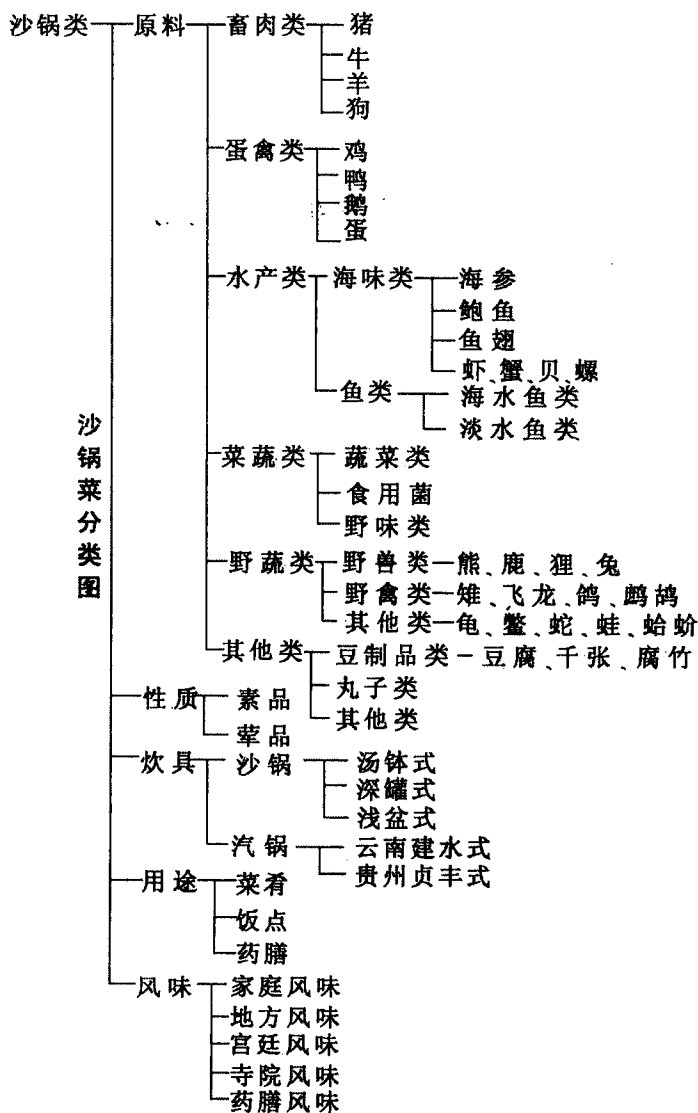 沙锅类 原料 畜肉类 猪
牛
羊
狗
蛋禽类 鸡
鸭
鹅
蛋
水产类 海味类 海参
鲍鱼
鱼翅
虾、蟹、贝、螺
鱼类 海水鱼类
淡水鱼类
沙锅菜分类图
菜蔬类 蔬菜类
食用菌
野味类
野蔬类 野兽类 熊、鹿、狸、兔
野禽类 雉、飞龙、鸽、鹧鸪
其他类 龟、鳖、蛇、蛙、蛤蚧
其他类 豆制品类 豆腐、千张、腐竹
丸子类
其他类
性质 素品
荤品
炊具 沙锅 汤钵式
深罐式
浅盆式
汽锅 云南建水式
贵州贞丰式
用途 菜肴
饭点
药膳
风味 家庭风味
地方风味
宫廷风味
寺院风味
药膳风味